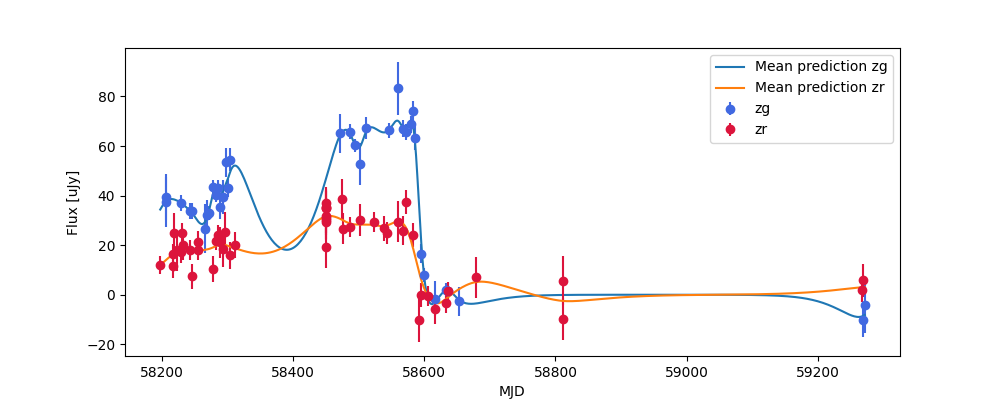 Mean prediction zg
Mean prediction zr
zg
zr
Flux [uJy]
80
60
40
20
0
−20
58200 58400 58600 58800 59000 59200
MJD